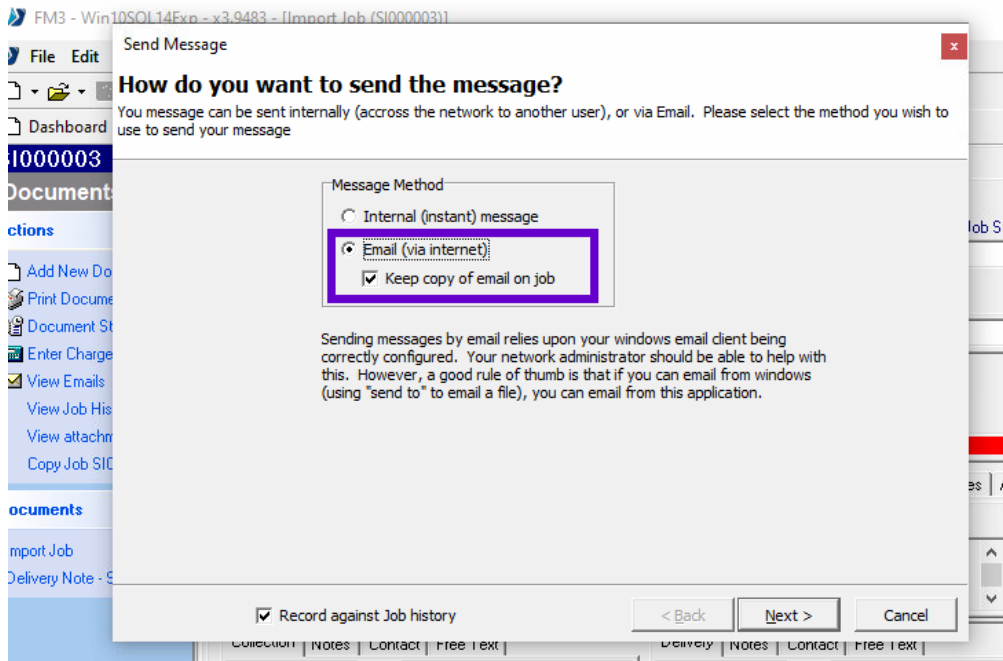 FM3 - Win10SQL14Exp - x3.9483 - [Import Job (SI000003)]
File Edit
Send Message
x
How do you want to send the message?
You message can be sent internally (accross the network to another user), or via Email. Please select the method you wish to
use to send your message
Dashboard
SI000003
Documents
ctions
Add New Do
Print Docume
Document St
Enter Charge
View Emails
View Job His
View attachm
Copy Job SI0
ocuments
mport Job
Delivery Note - S
Message Method
Internal (instant) message
Email (via internet)
Keep copy of email on job
Sending messages by email relies upon your windows email client being
correctly configured. Your network administrator should be able to help with
this. However, a good rule of thumb is that if you can email from windows
(using "send to" to email a file), you can email from this application.
Job S
es
Record against Job history
< Back
Next >
Cancel
Collection Notes Contact Free Text
Delivery Notes Contact Free Text